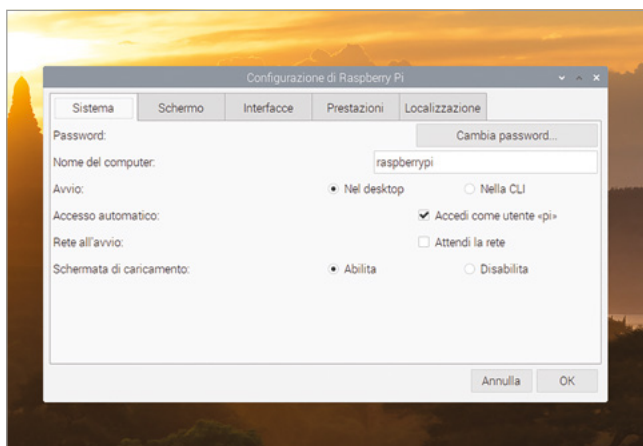 Configurazione di Raspberry Pi
Sistema Schermo Interfacce Prestazioni Localizzazione
Password: Cambia password...
Nome del computer: raspberrypi
Avvio: Nel desktop Nella CLI
Accesso automatico: Accedi come utente «pi»
Rete all'avvio: Attendi la rete
Schermata di caricamento: Abilita Disabilita
Annulla OK